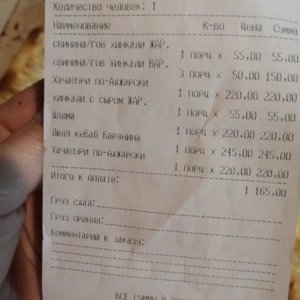 Количество человек: 1
Наименование К-во Цена Сумма
свинина/гов хинкали ЖАР. 1 порц x 55,00 55,00
свинина/гов хинкали ВАР. 3 порц x 50,00 150,00
Хачапури по-Аджарски 1 порц x 220,00 220,00
хинкали с сыром ЖАР. 1 порц x 55,00 55,00
Долма 1 порц x 220,00 220,00
Люля кебаб Баранина 1 порц x 245,00 245,00
Хачапури по-Аджарски 1 порц x 220,00 220,00
Итого к оплате: 1 165,00
Груз сдал:
Груз принял:
Комментарий к заказу:
ВСЕ СУММЫ В